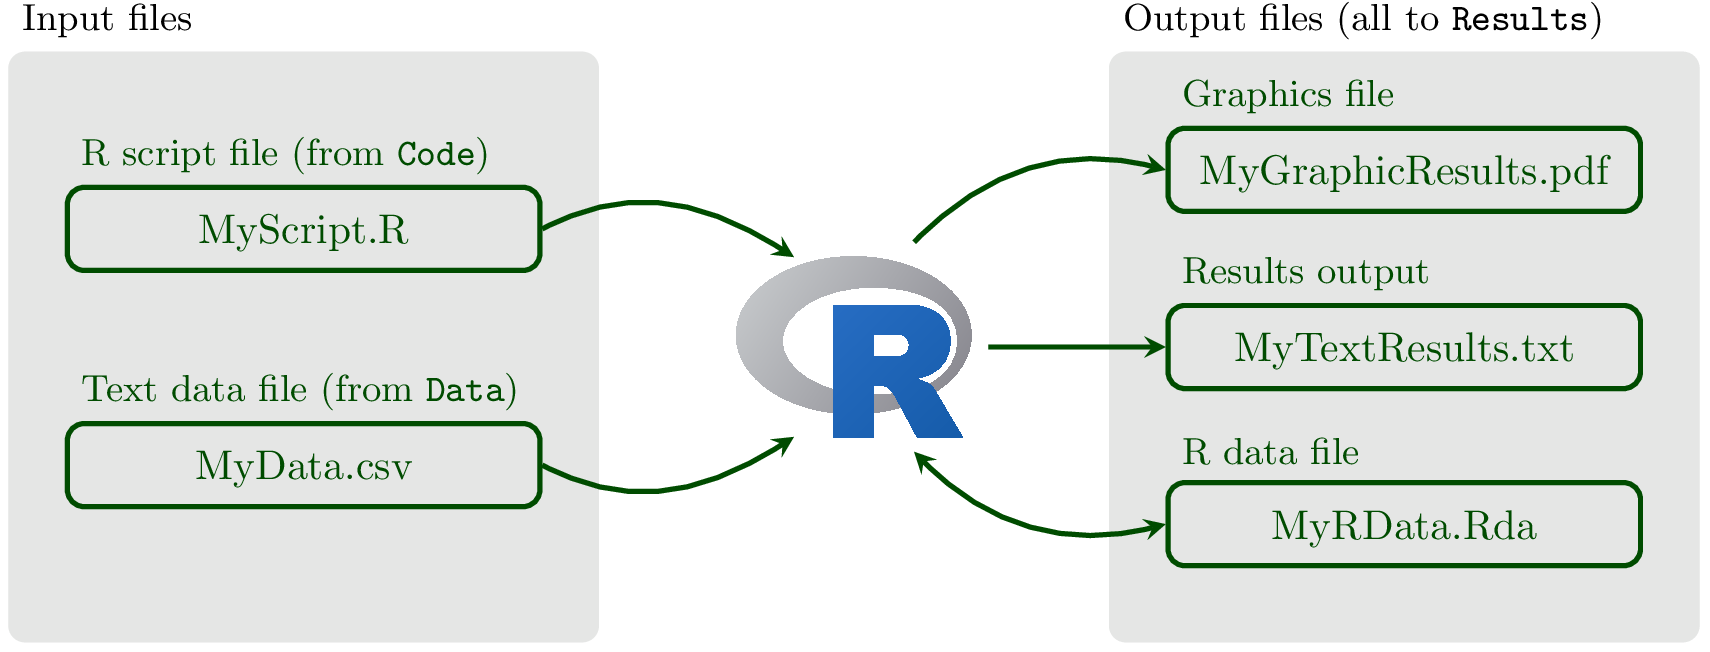 Input files
R script file (from Code)
MyScript.R
Text data file (from Data)
MyData.csv
R
Output files (all to Results)
Graphics file
MyGraphicResults.pdf
Results output
MyTextResults.txt
R data file
MyRData.Rda